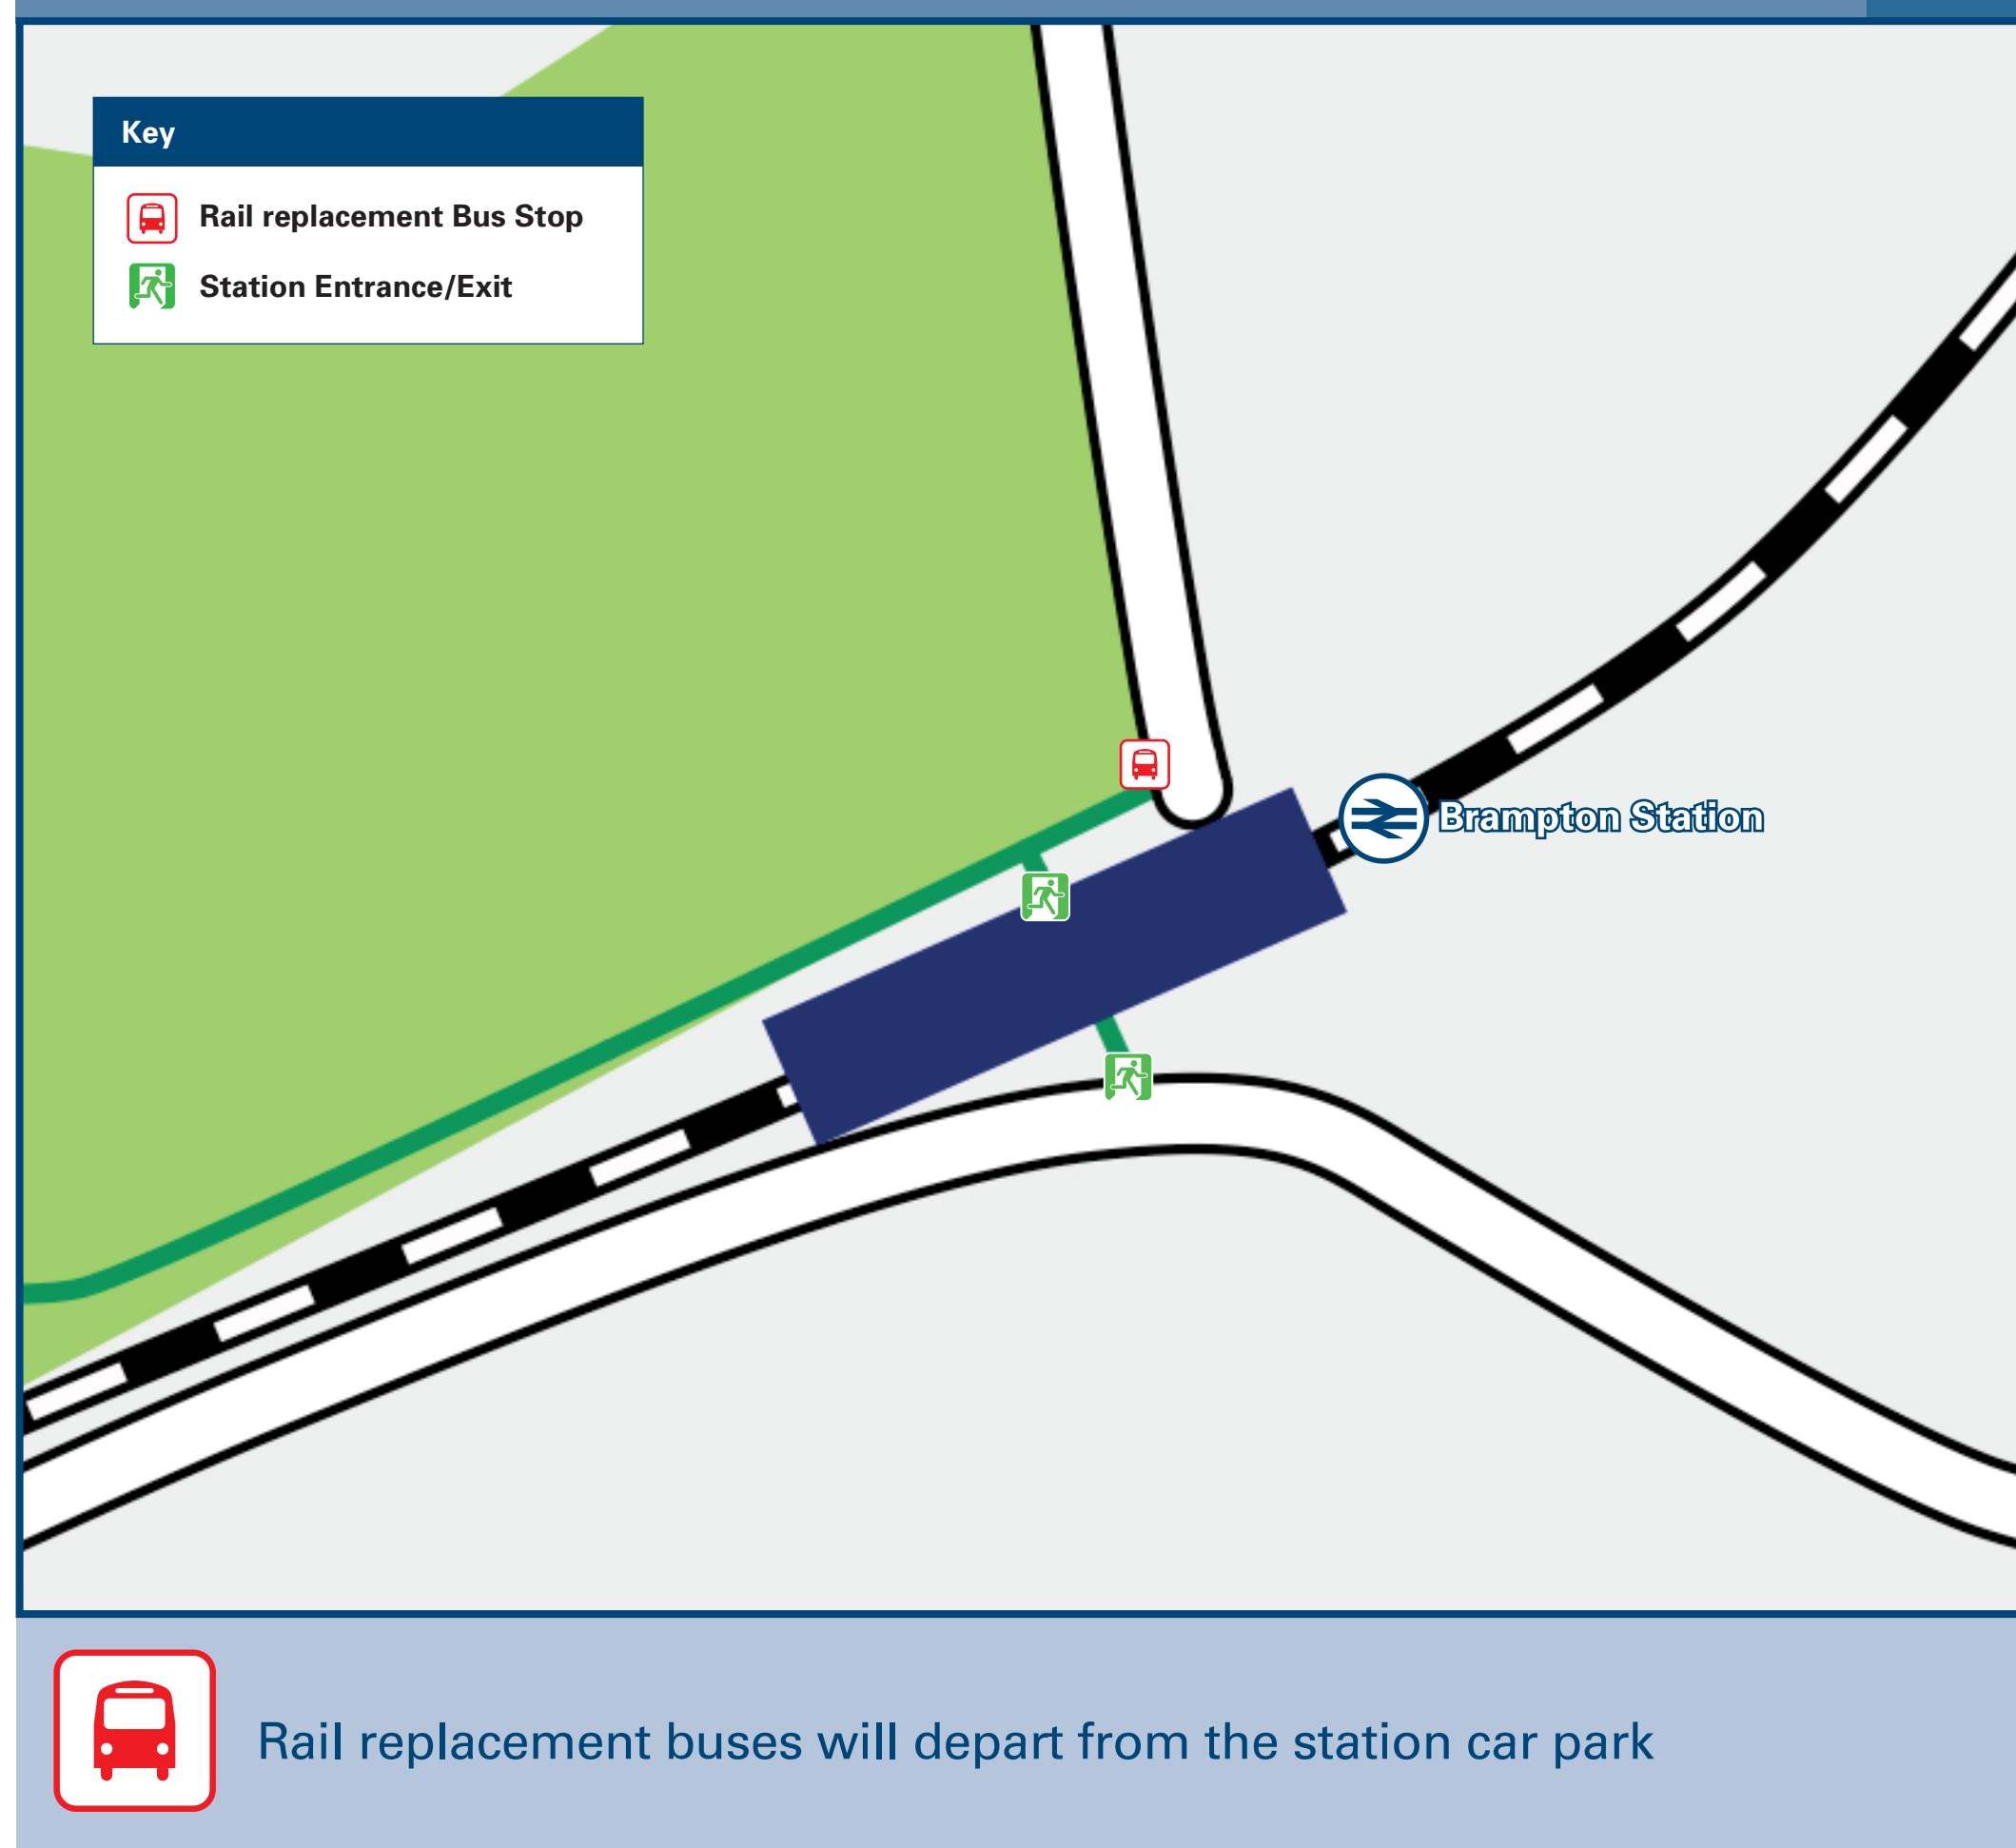 Key
Rail replacement Bus Stop
Station Entrance/Exit
Brampton Station
Rail replacement buses will depart from the station car park